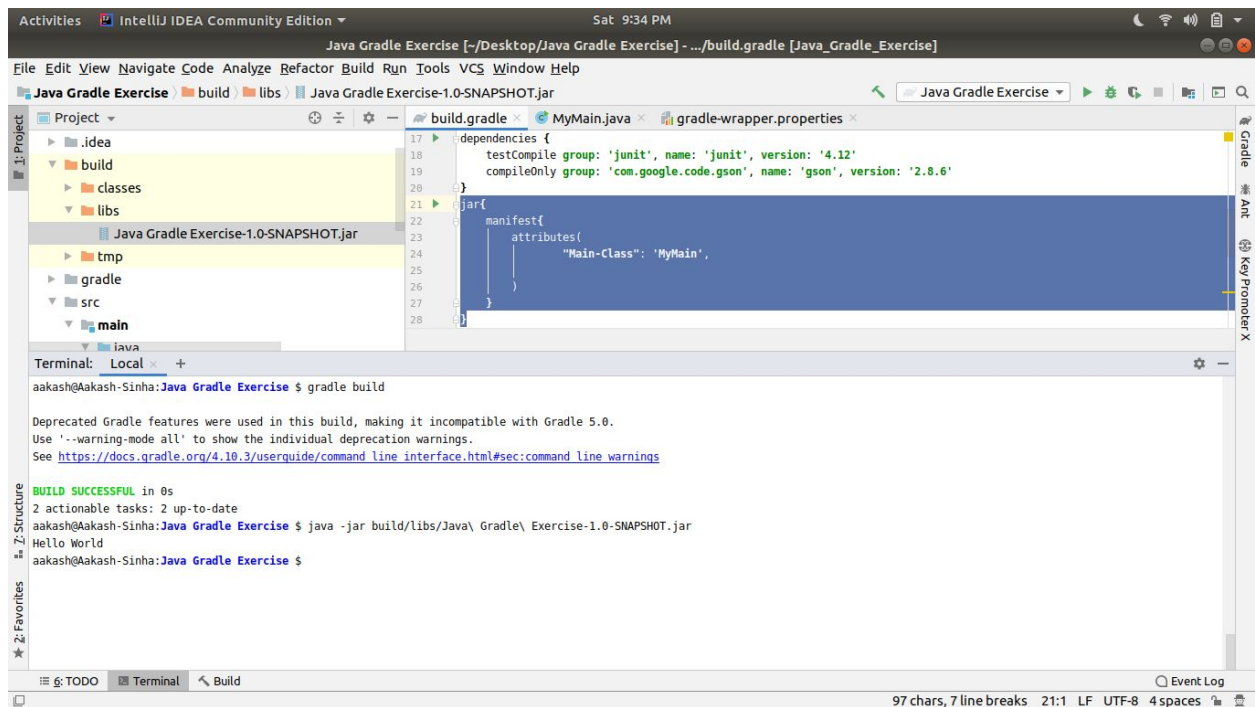 Activities IntelliJ IDEA Community Edition Sat 9:34 PM
Java Gradle Exercise [~/Desktop/Java Gradle Exercise] - .../build.gradle [Java_Gradle_Exercise]
File Edit View Navigate Code Analyze Refactor Build Run Tools VCS Window Help
Java Gradle Exercise build libs Java Gradle Exercise-1.0-SNAPSHOT.jar Java Gradle Exercise
1: Project
Project
.idea
build
classes
libs
Java Gradle Exercise-1.0-SNAPSHOT.jar
tmp
gradle
src
main
java
build.gradle MyMain.java gradle-wrapper.properties
17 dependencies {
18 testCompile group: 'junit', name: 'junit', version: '4.12'
19 compileOnly group: 'com.google.code.gson', name: 'gson', version: '2.8.6'
20 }
21 jar{
22 manifest{
23 attributes(
24 "Main-Class": 'MyMain',
25
26 )
27 }
28 }
Gradle
Ant
Key Promoter X
Terminal: Local +
aakash@Aakash-Sinha:Java Gradle Exercise $ gradle build
Deprecated Gradle features were used in this build, making it incompatible with Gradle 5.0.
Use '--warning-mode all' to show the individual deprecation warnings.
See https://docs.gradle.org/4.10.3/userguide/command_line_interface.html#sec:command_line_warnings
BUILD SUCCESSFUL in 0s
2 actionable tasks: 2 up-to-date
aakash@Aakash-Sinha:Java Gradle Exercise $ java -jar build/libs/Java\ Gradle\ Exercise-1.0-SNAPSHOT.jar
Hello World
aakash@Aakash-Sinha:Java Gradle Exercise $
7: Structure
2: Favorites
6: TODO Terminal Build Event Log
97 chars, 7 line breaks 21:1 LF UTF-8 4 spaces